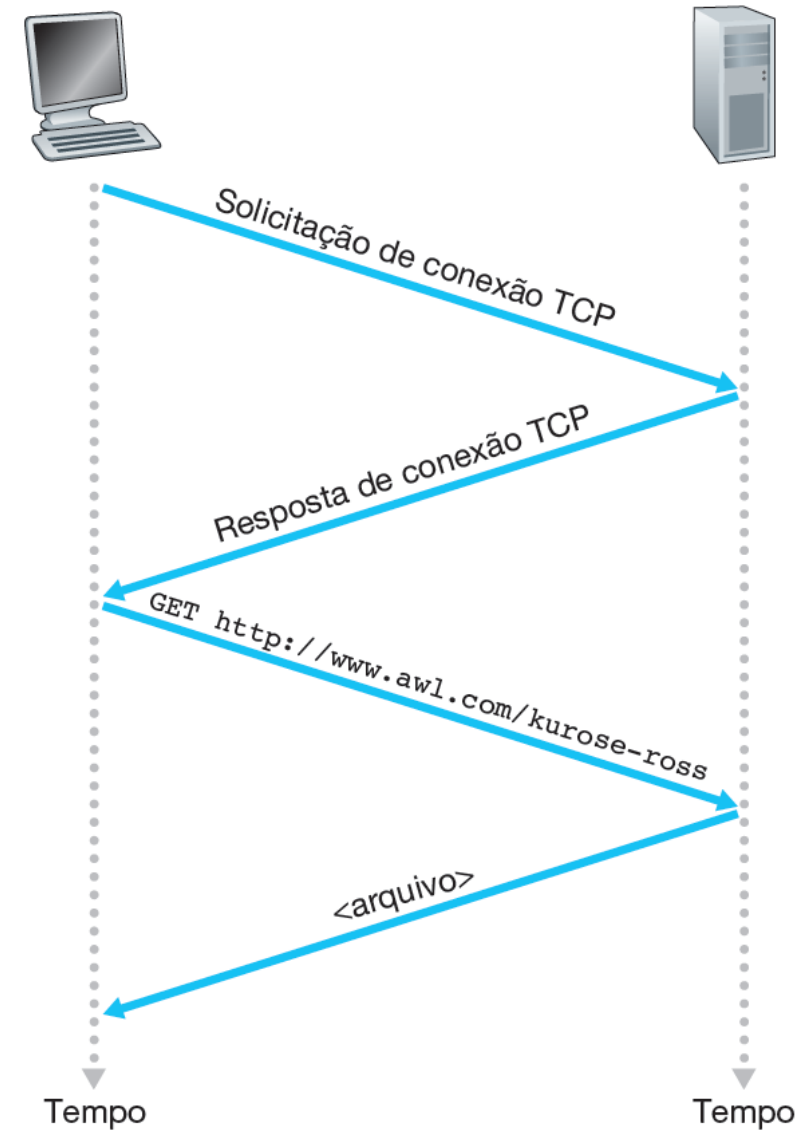 Solicitação de conexão TCP
Resposta de conexão TCP
GET http://www.awl.com/kurose-ross
<arquivo>
Tempo
Tempo